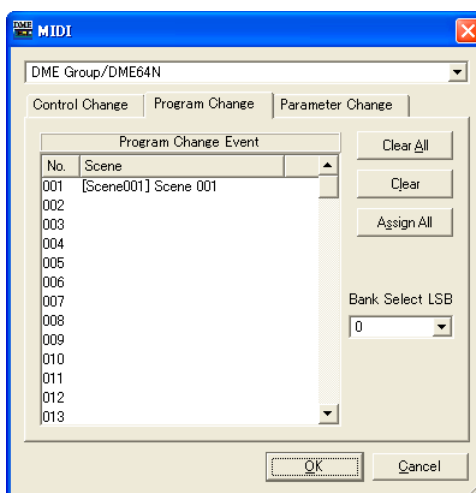 DME MIDI
DME Group/DME64N
Control Change Program Change Parameter Change
Program Change Event
No. Scene
001 [Scene001] Scene 001
002
003
004
005
006
007
008
009
010
011
012
013
Clear All
Clear
Assign All
Bank Select LSB
0
OK Cancel